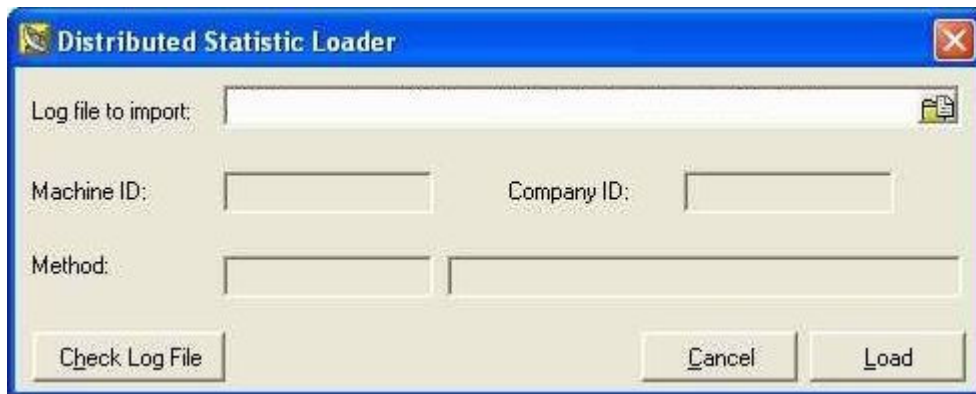 Distributed Statistic Loader
Log file to import:
Machine ID: Company ID:
Method:
Check Log File Cancel Load